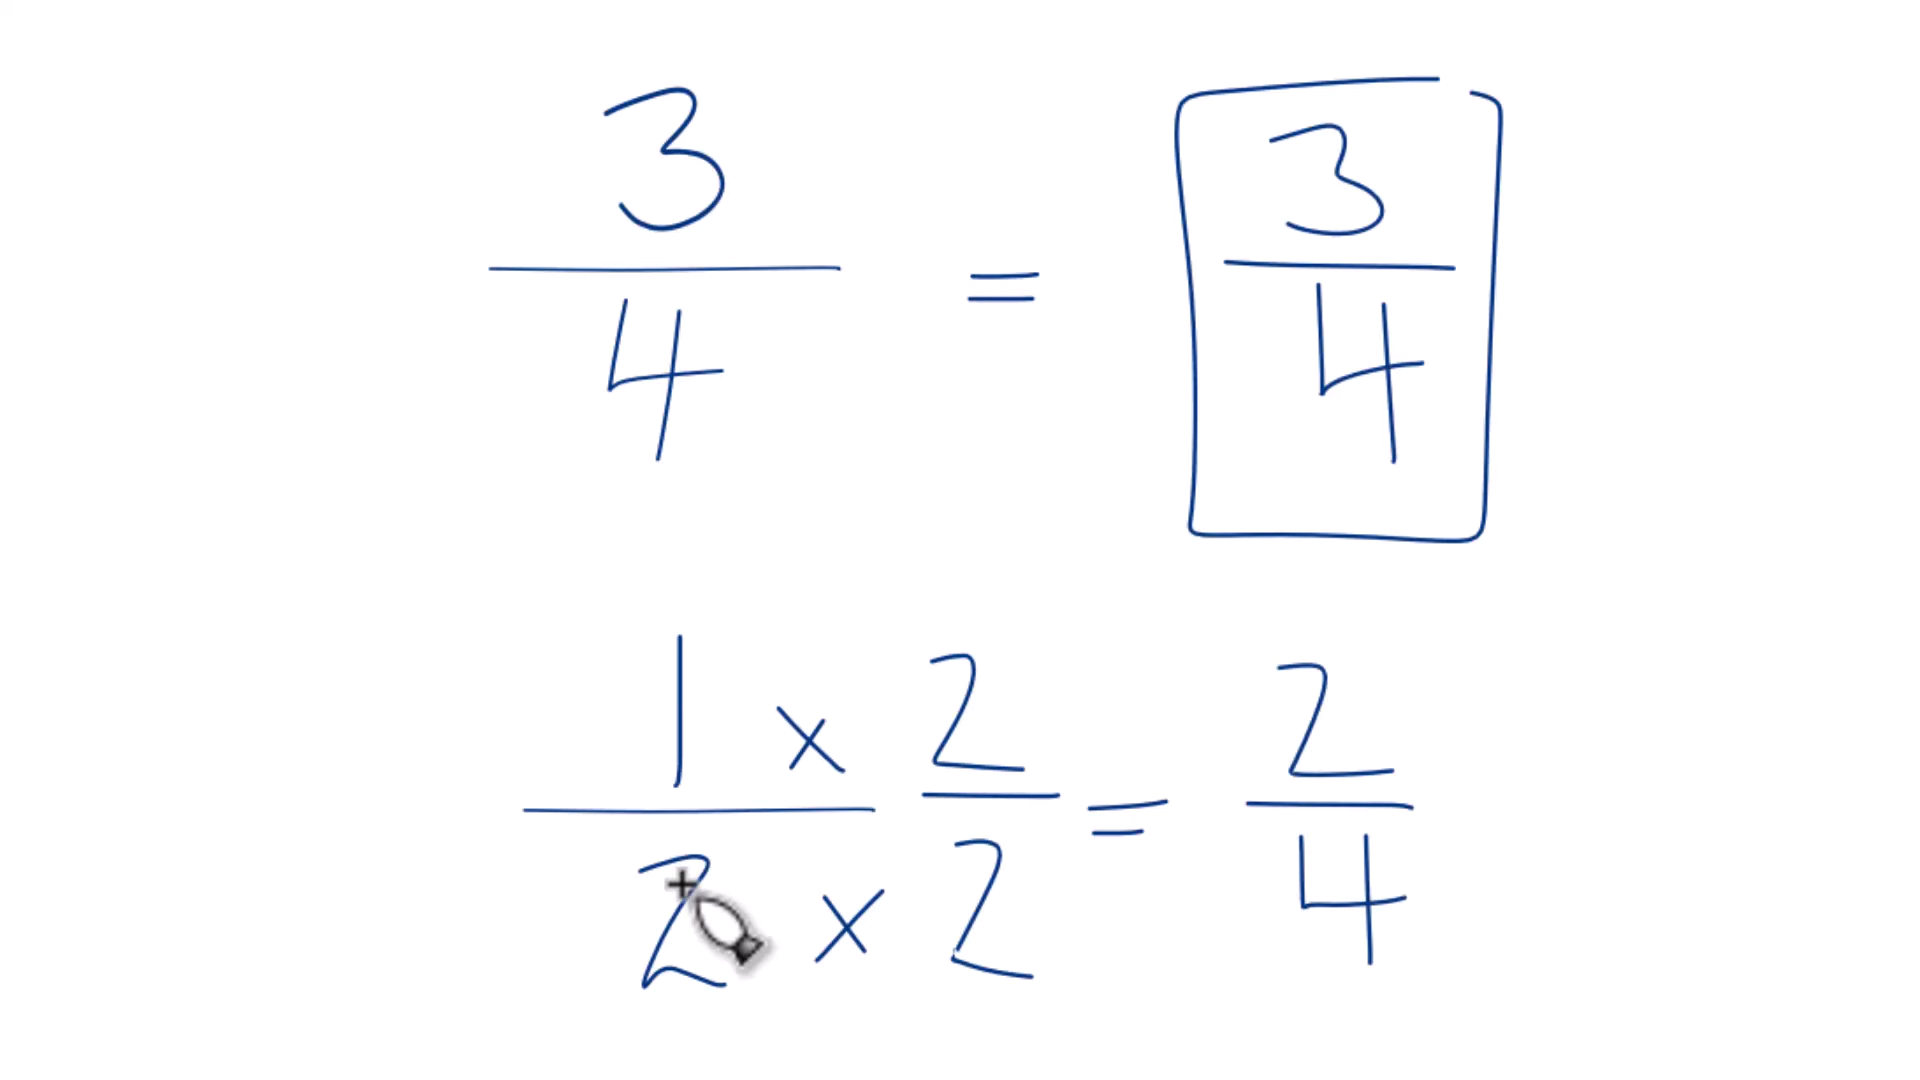 3/4 = 3/4
1 x 2 / 2 x 2 = 2/4